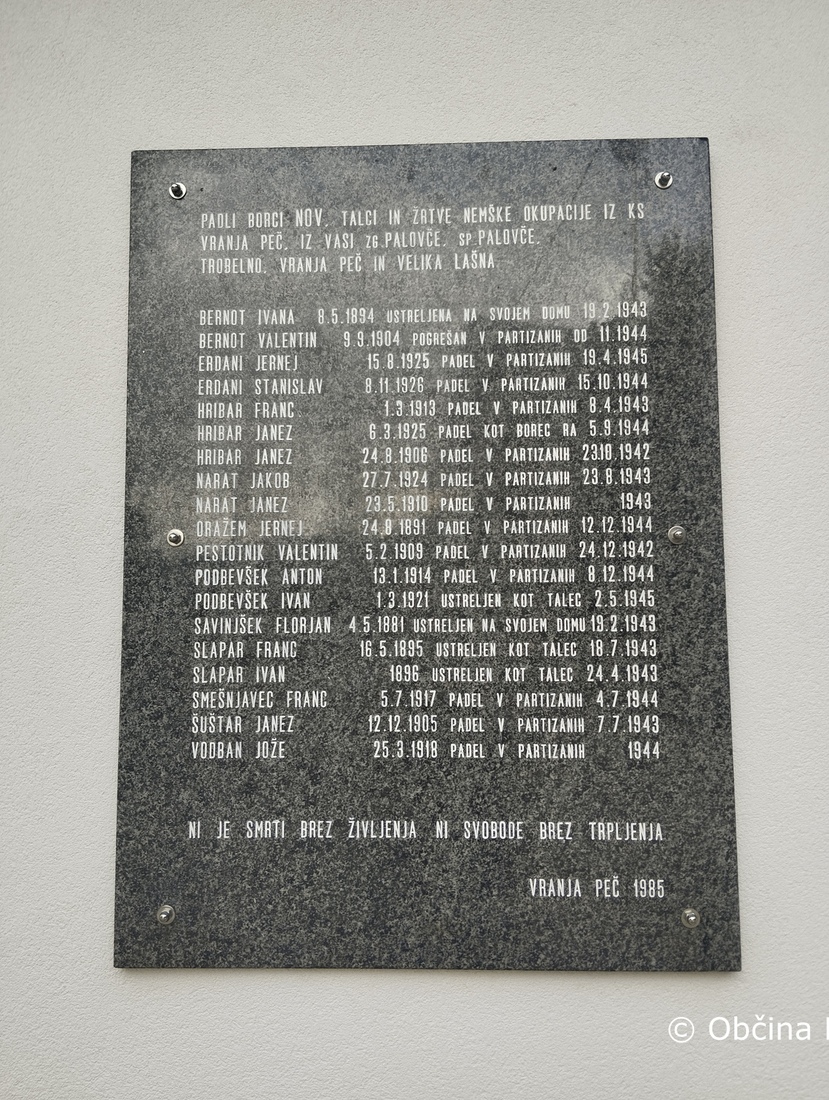 PADLI BORCI NOV, TALCI IN ŽRTVE NEMŠKE OKUPACIJE IZ KS
VRANJA PEČ, IZ VASI ZG.PALOVČE, SP.PALOVČE,
TROBELNO, VRANJA PEČ IN VELIKA LAŠNA
BERNOT IVANA 8.5.1894 USTRELJENA NA SVOJEM DOMU 19.2.1943
BERNOT VALENTIN 9.9.1904 POGREŠAN V PARTIZANIH OD 11.1944
ERDANI JERNEJ 15.8.1925 PADEL V PARTIZANIH 19.4.1945
ERDANI STANISLAV 8.11.1926 PADEL V PARTIZANIH 15.10.1944
HRIBAR FRANC 1.3.1913 PADEL V PARTIZANIH 8.4.1943
HRIBAR JANEZ 6.3.1925 PADEL KOT BOREC RA 5.9.1944
HRIBAR JANEZ 24.8.1906 PADEL V PARTIZANIH 23.10.1942
NARAT JAKOB 27.7.1924 PADEL V PARTIZANIH 23.8.1943
NARAT JANEZ 23.5.1910 PADEL V PARTIZANIH 1943
ORAŽEM JERNEJ 24.8.1891 PADEL V PARTIZANIH 12.12.1944
PESTOTNIK VALENTIN 5.2.1909 PADEL V PARTIZANIH 24.12.1942
PODBEVŠEK ANTON 13.1.1914 PADEL V PARTIZANIH 8.12.1944
PODBEVŠEK IVAN 1.3.1921 USTRELJEN KOT TALEC 2.5.1945
SAVINJŠEK FLORJAN 4.5.1881 USTRELJEN NA SVOJEM DOMU 19.2.1943
SLAPAR FRANC 16.5.1895 USTRELJEN KOT TALEC 18.7.1943
SLAPAR IVAN 1896 USTRELJEN KOT TALEC 24.4.1943
SMEŠNJAVEC FRANC 5.7.1917 PADEL V PARTIZANIH 4.7.1944
ŠUŠTAR JANEZ 12.12.1905 PADEL V PARTIZANIH 7.7.1943
VODBAN JOŽE 25.3.1918 PADEL V PARTIZANIH 1944
NI JE SMRTI BREZ ŽIVLJENJA NI SVOBODE BREZ TRPLJENJA
VRANJA PEČ 1985
© Občina